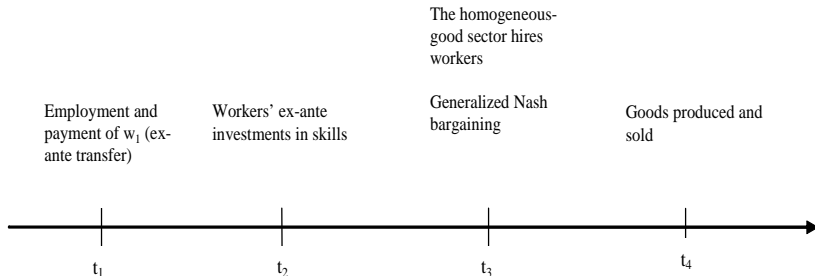 The homogeneous-
good sector hires
workers
Employment and
payment of w1 (ex-
ante transfer)
Workers' ex-ante
investments in skills
Generalized Nash
bargaining
Goods produced and
sold
t1
t2
t3
t4